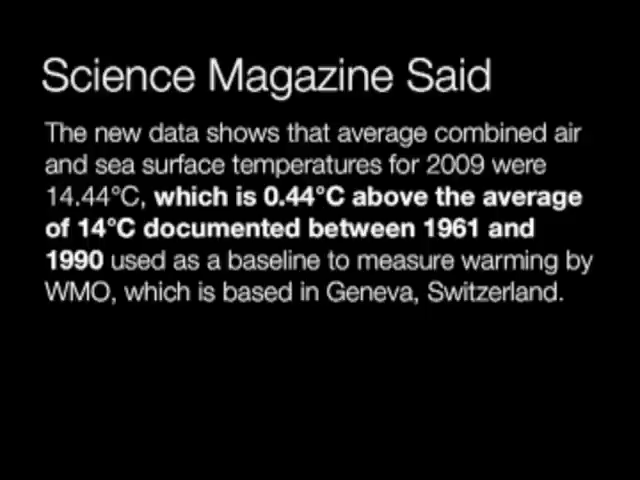 Science Magazine Said
The new data shows that average combined air
and sea surface temperatures for 2009 were
14.44°C, which is 0.44°C above the average
of 14°C documented between 1961 and
1990 used as a baseline to measure warming by
WMO, which is based in Geneva, Switzerland.